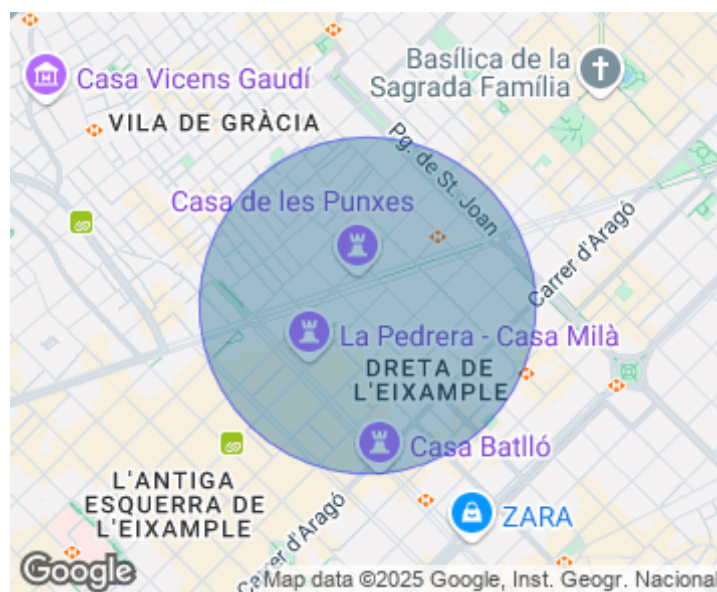 Basílica de la
Sagrada Família
Casa Vicens Gaudí
VILA DE GRÀCIA
Pg. de St. Joan
Casa de les Punxes
Carrer d'Aragó
La Pedrera - Casa Milà
DRETA DE
L'EIXAMPLE
Casa Batlló
L'ANTIGA
ESQUERRA DE
L'EIXAMPLE
Carrer d'Aragó
ZARA
Google
Map data ©2025 Google, Inst. Geogr. Nacional